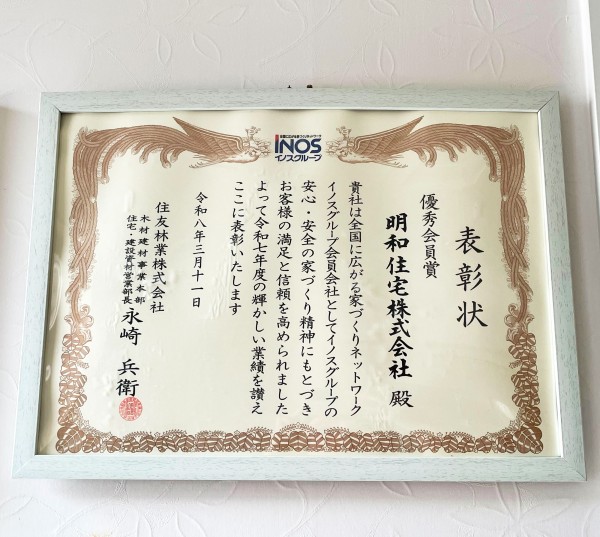 全国に広がる家づくりネットワーク
INOS
イノスグループ
表彰状
優秀会員賞
明和住宅株式会社 殿
貴社は全国に広がる家づくりネットワーク
イノスグループ会員会社としてイノスグループの
安心・安全の家づくり精神にもとづき
お客様の満足と信頼を高められました
よって令和七年度の輝かしい業績を讃え
ここに表彰いたします
令和八年三月十一日
住友林業株式会社
木材建材事業本部
住宅・建設資材営業部長 永崎 兵衛